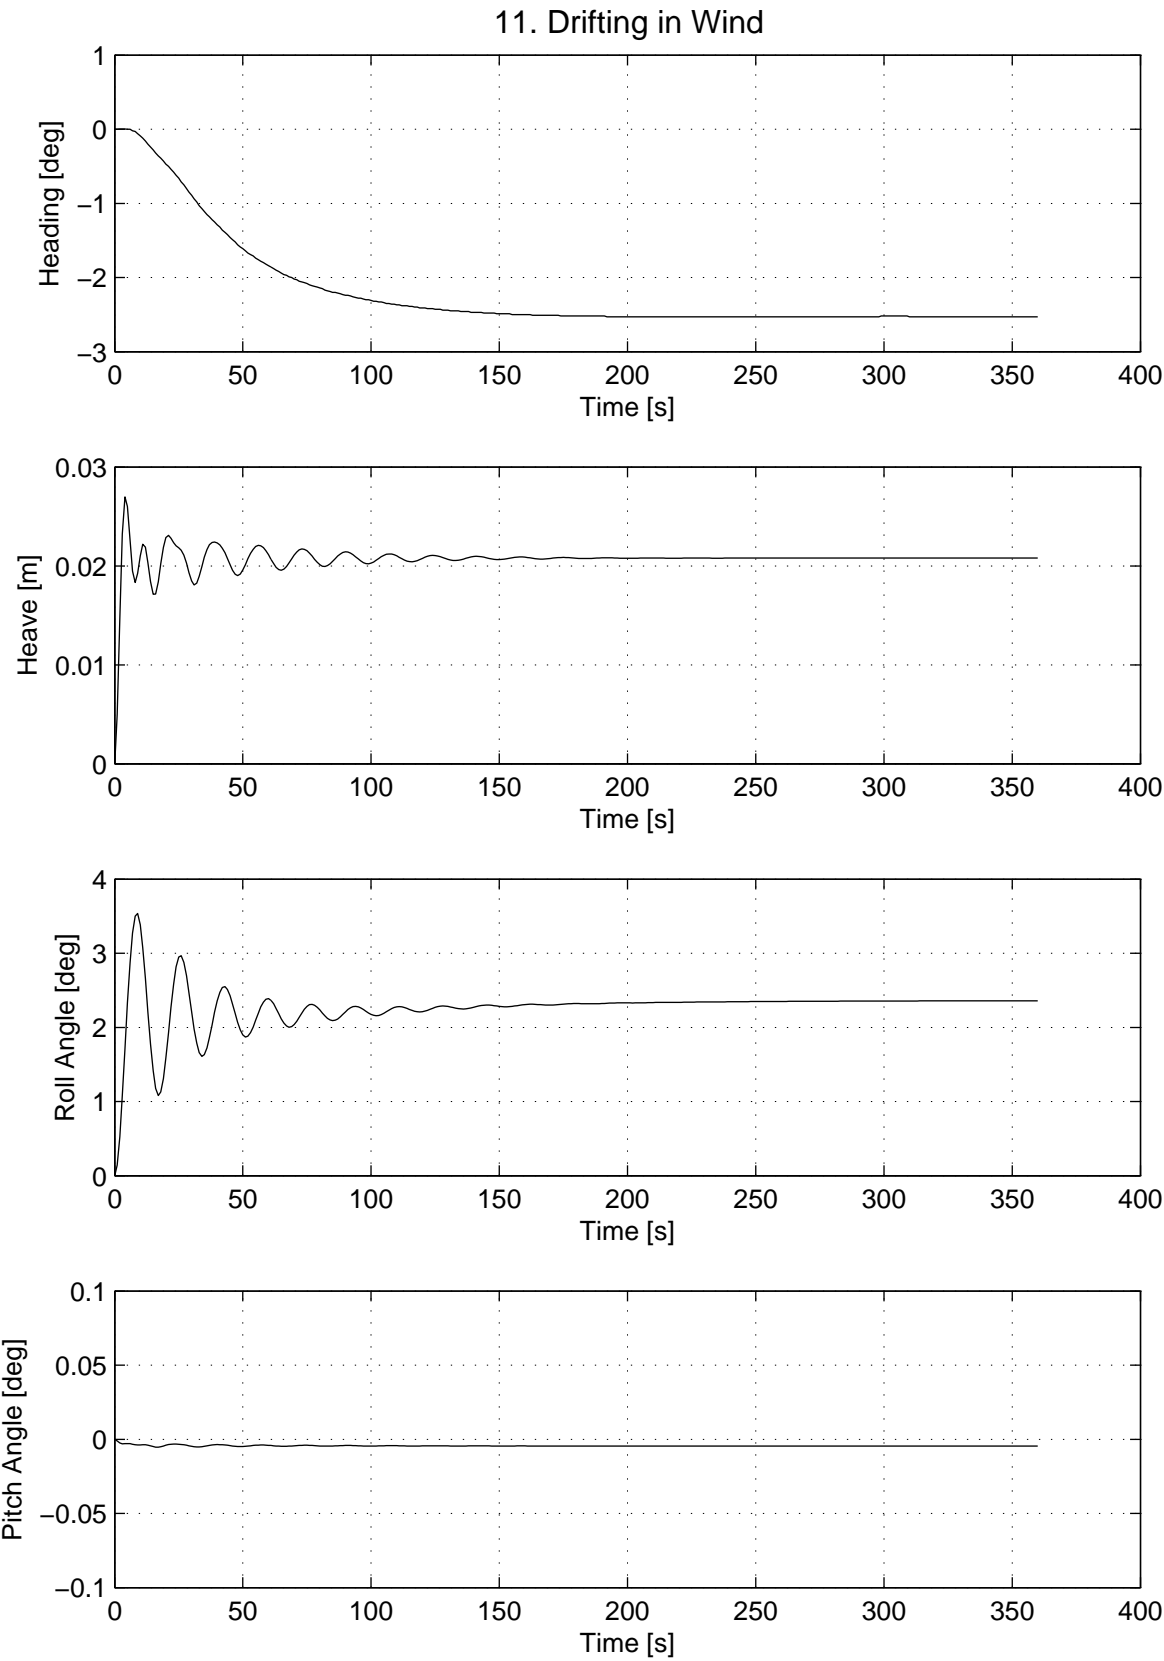 11. Drifting in Wind
1
0
−1
−2
−3
Heading [deg]
0 50 100 150 200 250 300 350 400
Time [s]
0.03
0.02
0.01
0
Heave [m]
0 50 100 150 200 250 300 350 400
Time [s]
4
3
2
1
0
Roll Angle [deg]
0 50 100 150 200 250 300 350 400
Time [s]
0.1
0.05
0
−0.05
−0.1
Pitch Angle [deg]
0 50 100 150 200 250 300 350 400
Time [s]